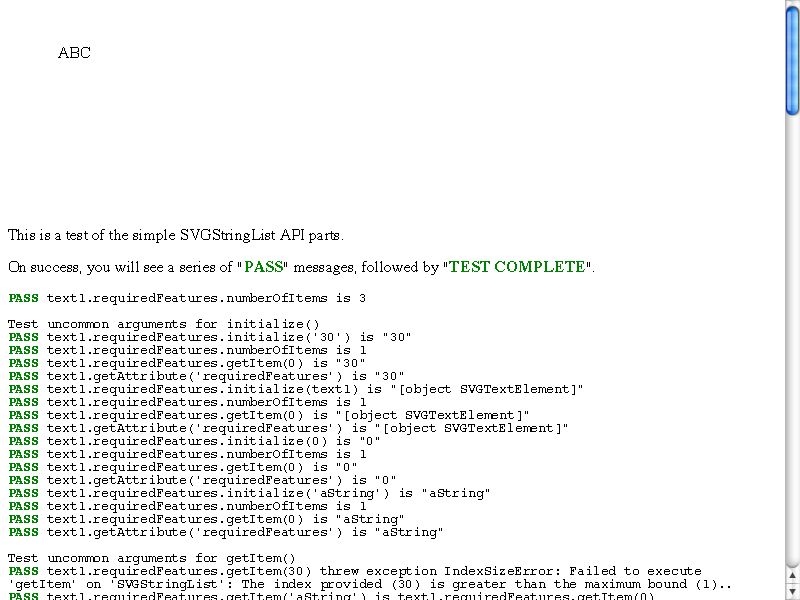 ABC
This is a test of the simple SVGStringList API parts.
On success, you will see a series of "PASS" messages, followed by "TEST COMPLETE".
PASS text1.requiredFeatures.numberOfItems is 3
Test uncommon arguments for initialize()
PASS text1.requiredFeatures.initialize('30') is "30"
PASS text1.requiredFeatures.numberOfItems is 1
PASS text1.requiredFeatures.getItem(0) is "30"
PASS text1.getAttribute('requiredFeatures') is "30"
PASS text1.requiredFeatures.initialize(text1) is "[object SVGTextElement]"
PASS text1.requiredFeatures.numberOfItems is 1
PASS text1.requiredFeatures.getItem(0) is "[object SVGTextElement]"
PASS text1.getAttribute('requiredFeatures') is "[object SVGTextElement]"
PASS text1.requiredFeatures.initialize(0) is "0"
PASS text1.requiredFeatures.numberOfItems is 1
PASS text1.requiredFeatures.getItem(0) is "0"
PASS text1.getAttribute('requiredFeatures') is "0"
PASS text1.requiredFeatures.initialize('aString') is "aString"
PASS text1.requiredFeatures.numberOfItems is 1
PASS text1.requiredFeatures.getItem(0) is "aString"
PASS text1.getAttribute('requiredFeatures') is "aString"
Test uncommon arguments for getItem()
PASS text1.requiredFeatures.getItem(30) threw exception IndexSizeError: Failed to execute
'getItem' on 'SVGStringList': The index provided (30) is greater than the maximum bound (1)..
PASS text1.requiredFeatures.getItem('aString') is text1.requiredFeatures.getItem(0)